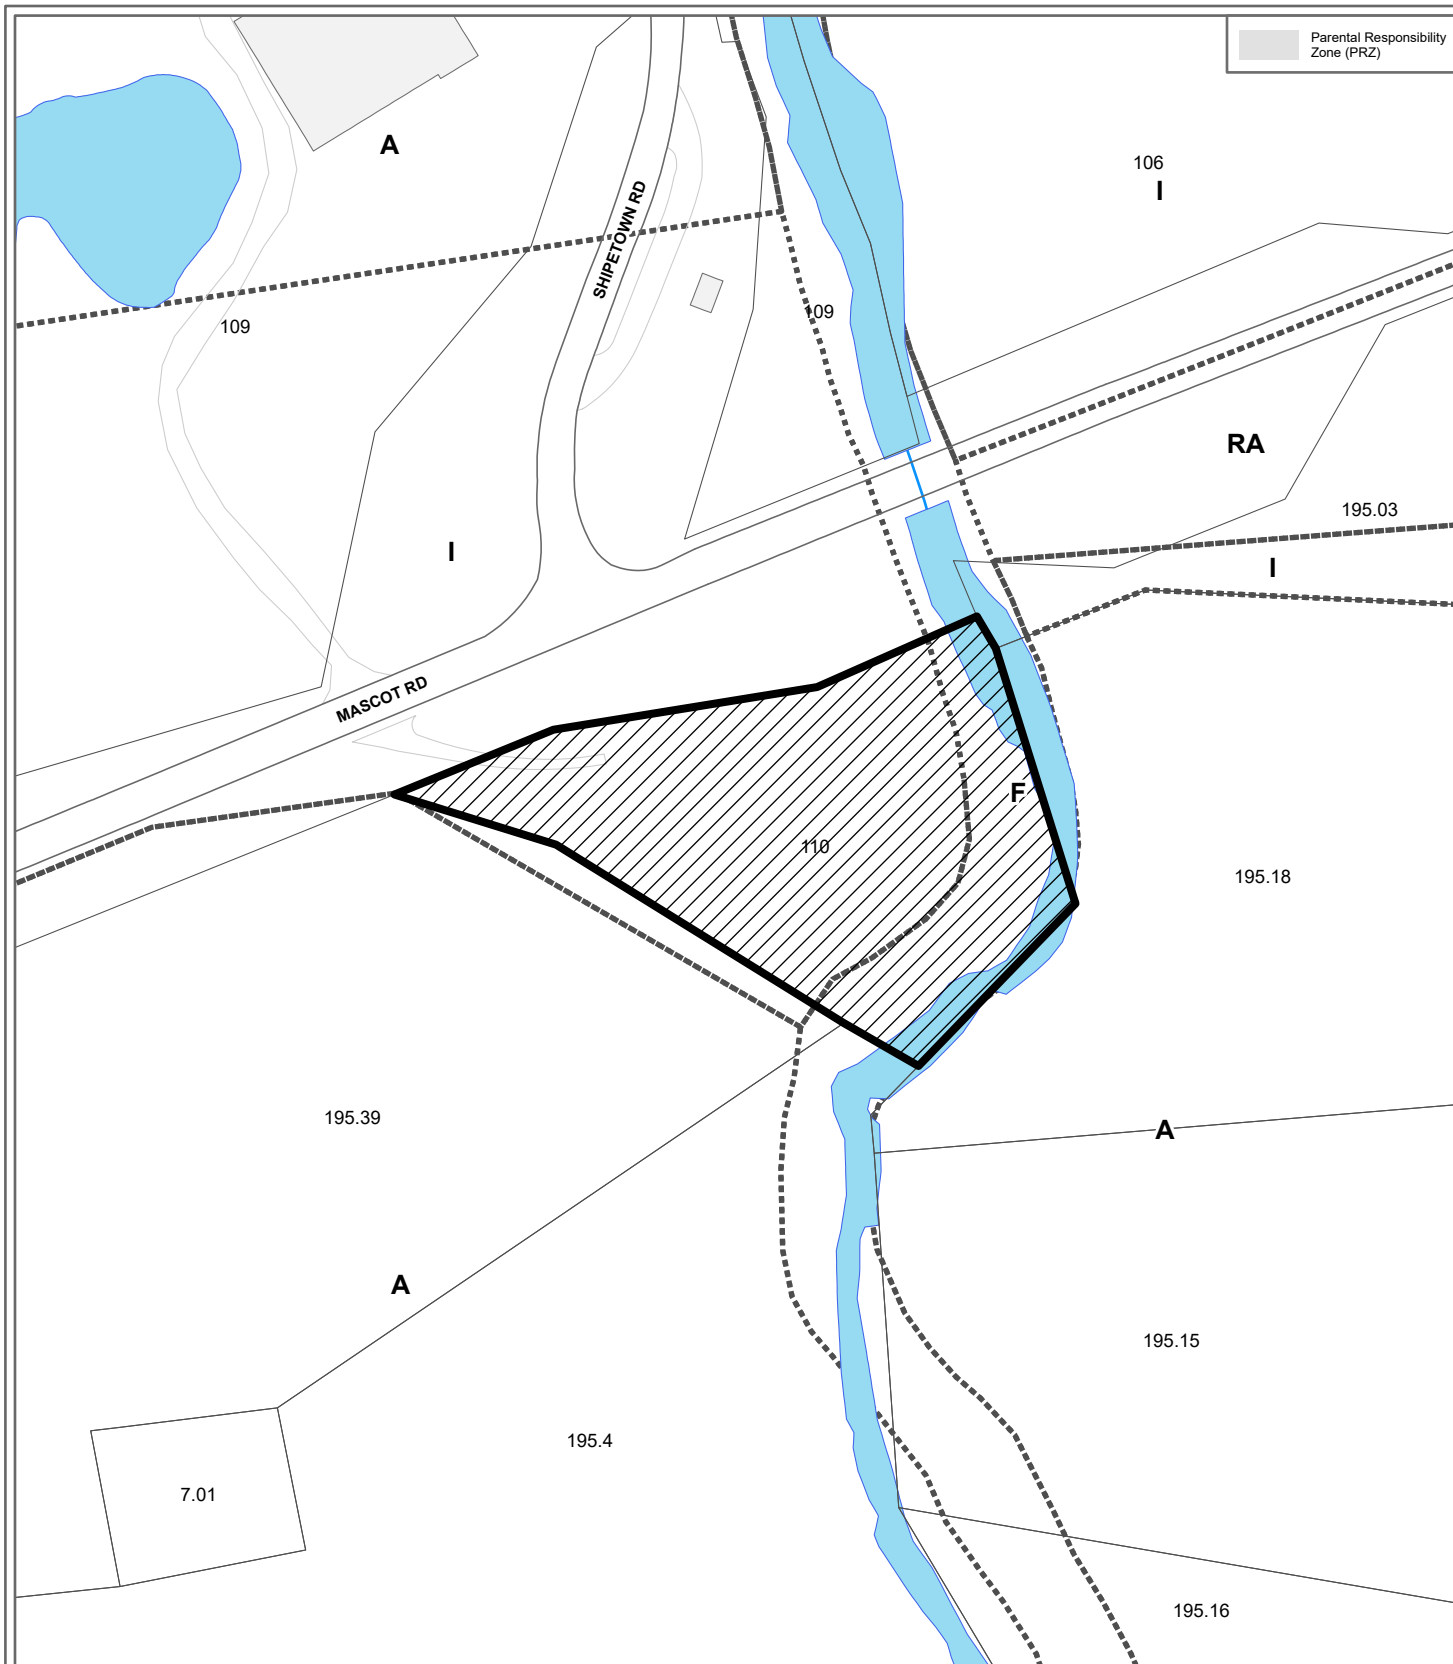 Parental Responsibility
Zone (PRZ)
A
106
I
SHIPETOWN RD
109
109
RA
195.03
I
I
MASCOT RD
F
110
195.18
195.39
A
A
195.15
195.4
7.01
195.16